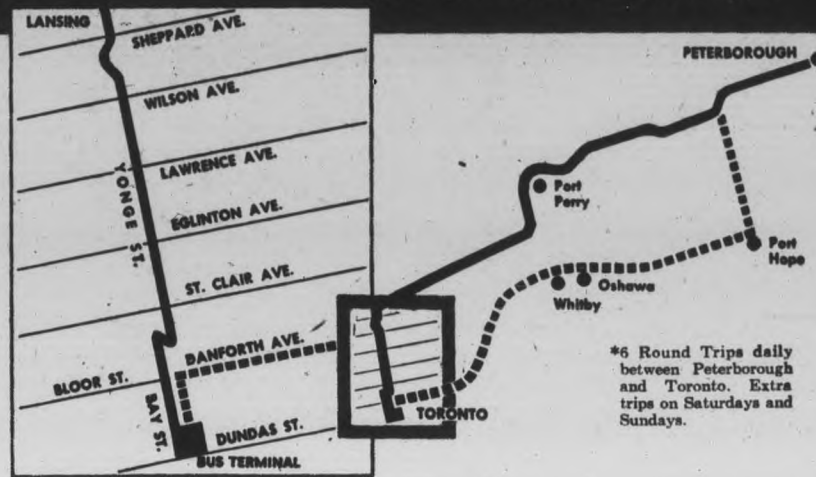 LANSING
SHEPPARD AVE.
WILSON AVE.
LAWRENCE AVE.
YONGE ST.
EGLINTON AVE.
ST. CLAIR AVE.
DANFORTH AVE.
BLOOR ST.
BAY ST.
DUNDAS ST.
BUS TERMINAL
PETERBOROUGH
Port
Perry
Port
Hope
Oshawa
Whitby
TORONTO
*6 Round Trips daily
between Peterborough
and Toronto. Extra
trips on Saturdays and
Sundays.